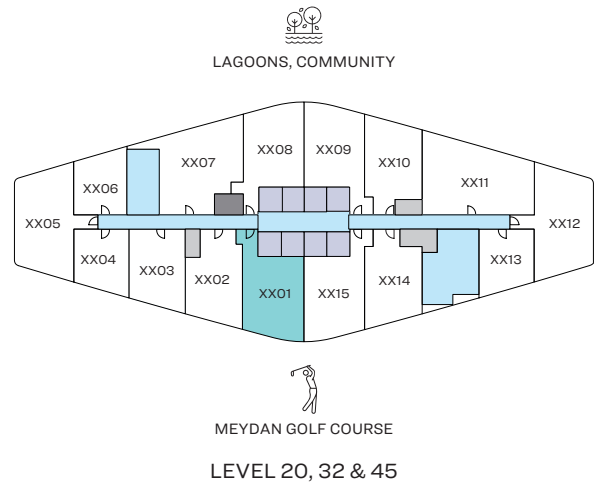 LAGOONS, COMMUNITY
XX08
XX09
XX07
XX10
XX06
XX11
XX05
XX12
XX04
XX03
XX02
XX01
XX15
XX14
XX13
MEYDAN GOLF COURSE
LEVEL 20, 32 & 45